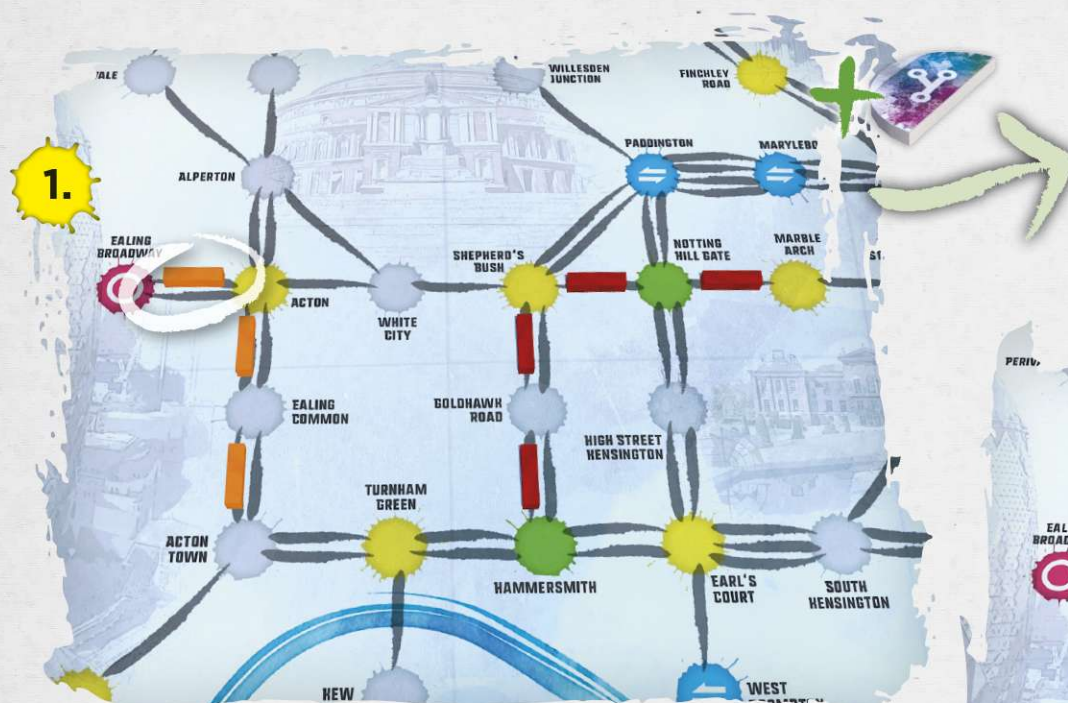 WILLESDEN
JUNCTION
FINCHLEY
ROAD
PADDINGTON
ALPERTON
1.
EALING
BROADWAY
SHEPHERD'S
BUSH
NOTTING
HILL GATE
MARBLE
ARCH
ACTON
WHITE
CITY
EALING
COMMON
GOLDHAWK
ROAD
HIGH STREET
KENSINGTON
TURNHAM
GREEN
ACTON
TOWN
HAMMERSMITH
EARL'S
COURT
SOUTH
KENSINGTON
KEW
WEST